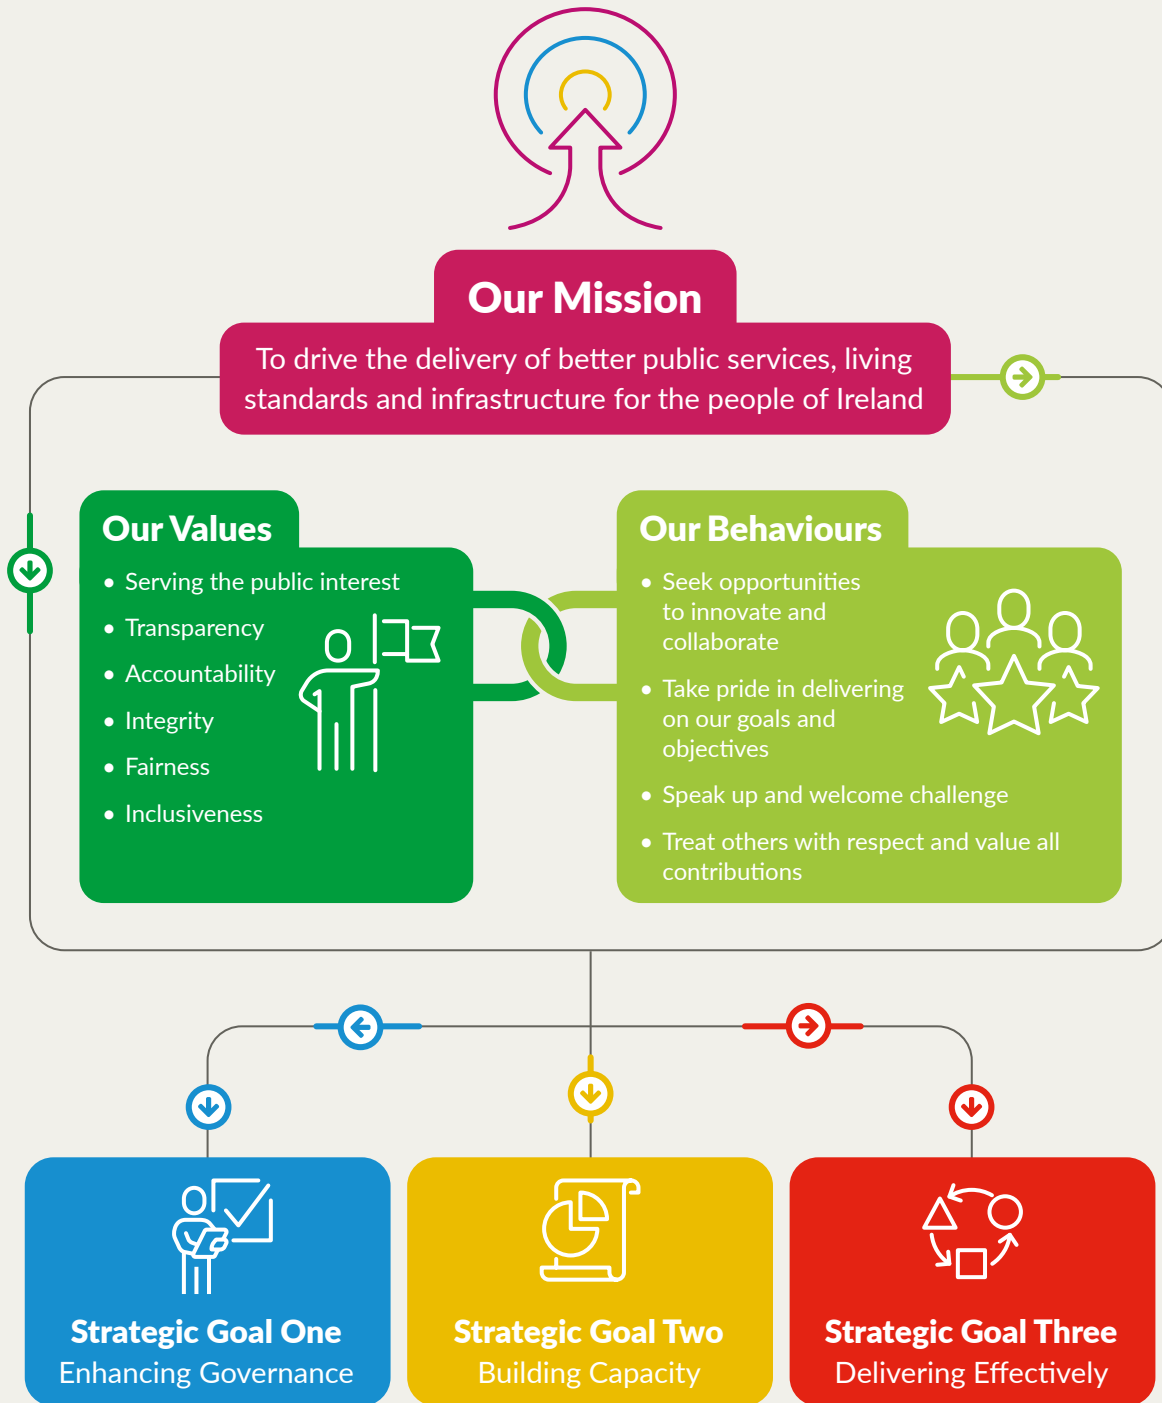 Our Mission
To drive the delivery of better public services, living
standards and infrastructure for the people of Ireland
Our Values
• Serving the public interest
• Transparency
• Accountability
• Integrity
• Fairness
• Inclusiveness
Our Behaviours
• Seek opportunities
to innovate and
collaborate
• Take pride in delivering
on our goals and
objectives
• Speak up and welcome challenge
• Treat others with respect and value all
contributions
Strategic Goal One
Enhancing Governance
Strategic Goal Two
Building Capacity
Strategic Goal Three
Delivering Effectively